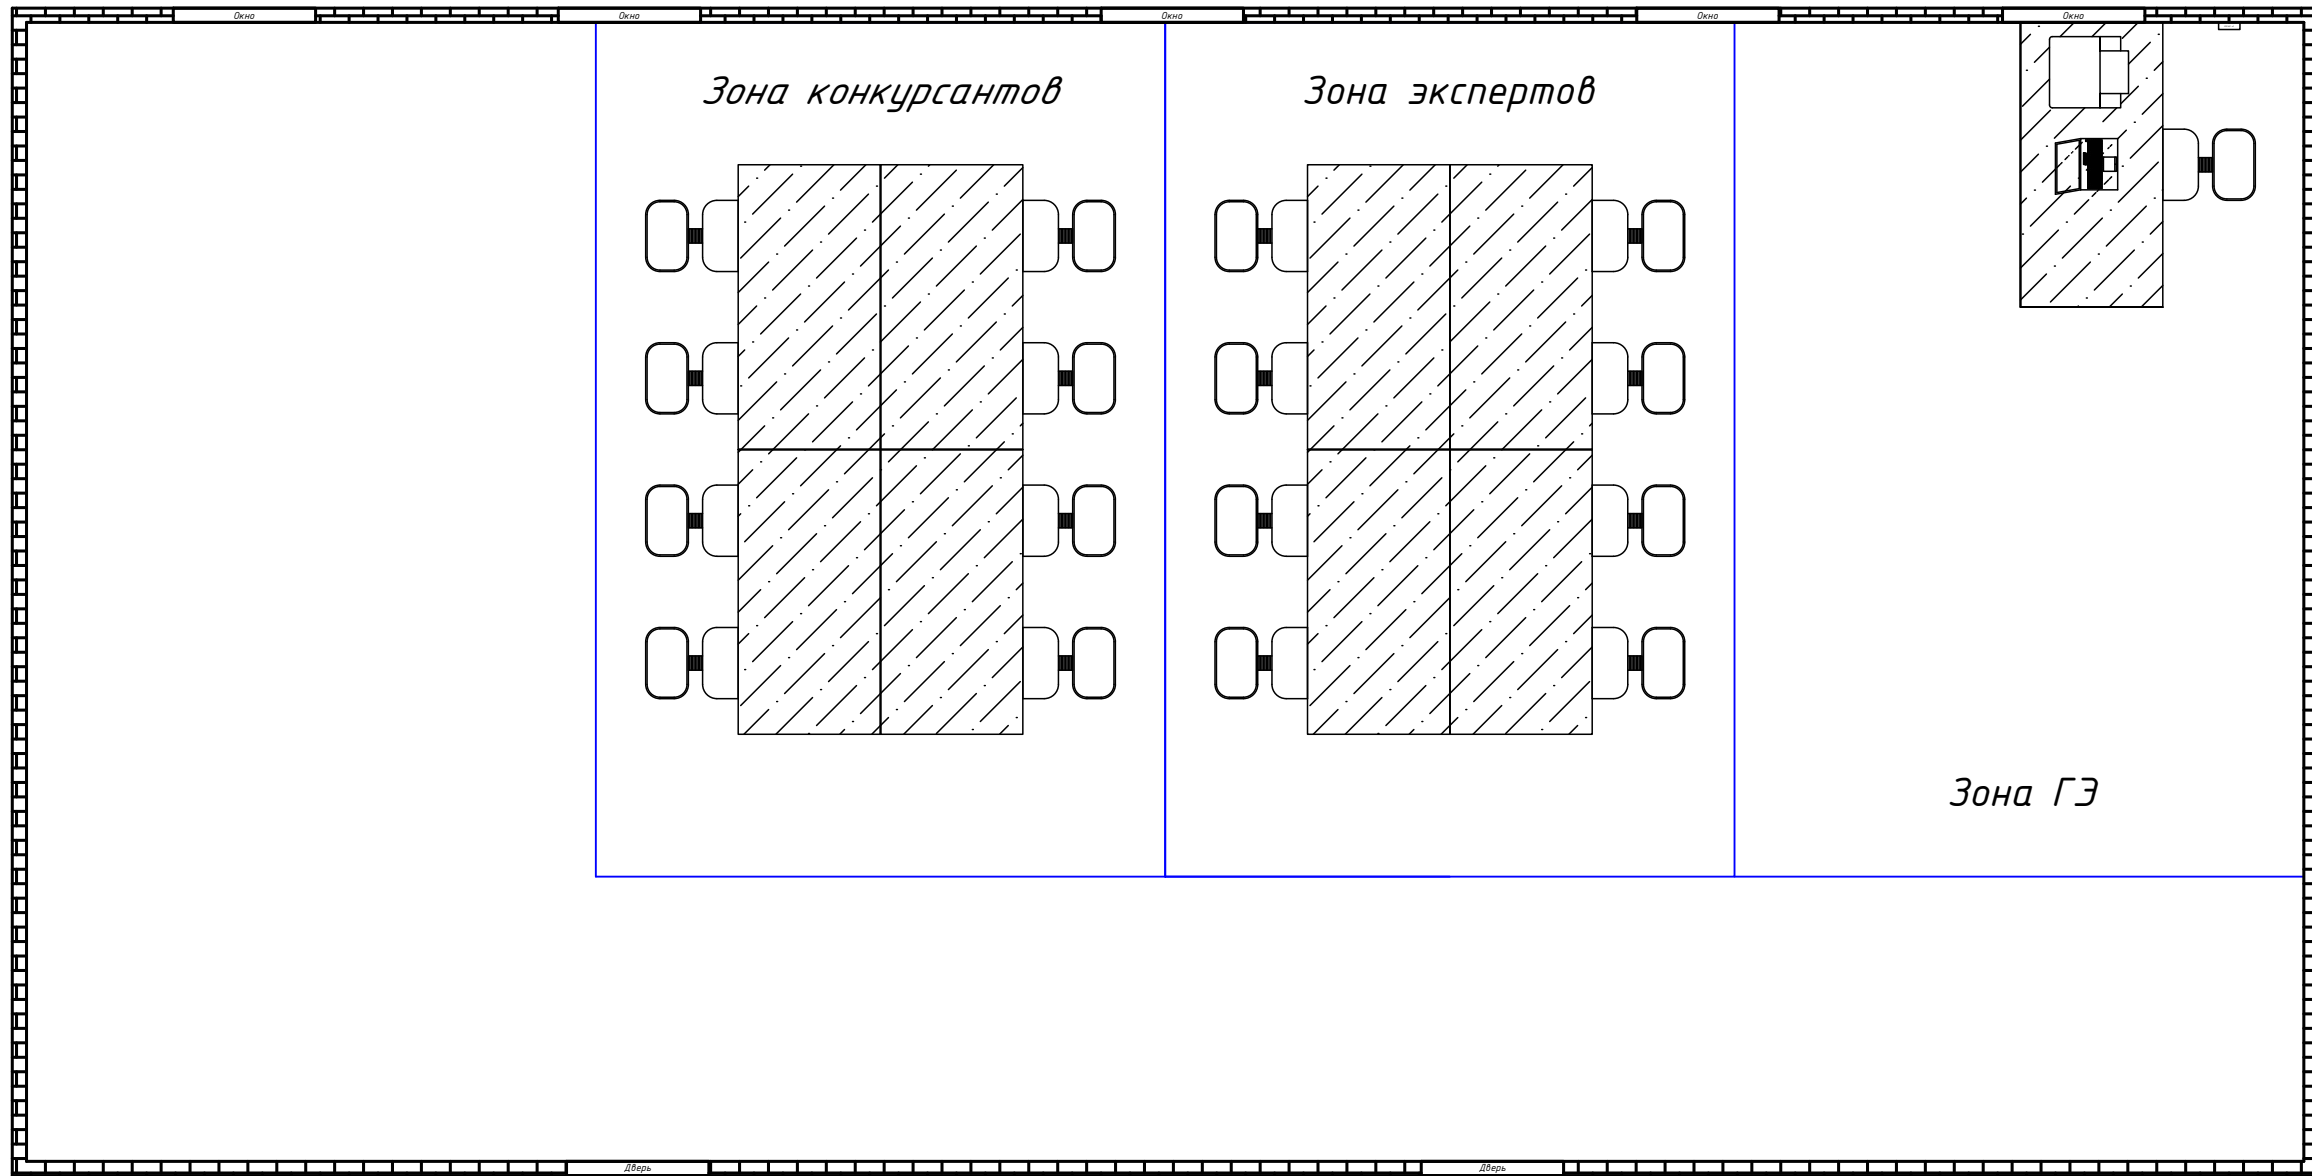 Окно
Окно
Окно
Окно
Окно
Зона конкурсантов
Зона экспертов
Зона ГЭ
Дверь
Дверь